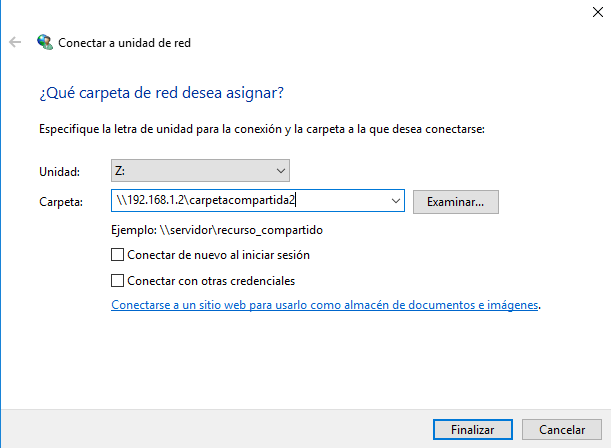 Conectar a unidad de red
¿Qué carpeta de red desea asignar?
Especifique la letra de unidad para la conexión y la carpeta a la que desea conectarse:
Unidad: Z:
Carpeta: \\192.168.1.2\carpetacompartida2 Examinar...
Ejemplo: \\servidor\recurso_compartido
Conectar de nuevo al iniciar sesión
Conectar con otras credenciales
Conectarse a un sitio web para usarlo como almacén de documentos e imágenes.
Finalizar Cancelar